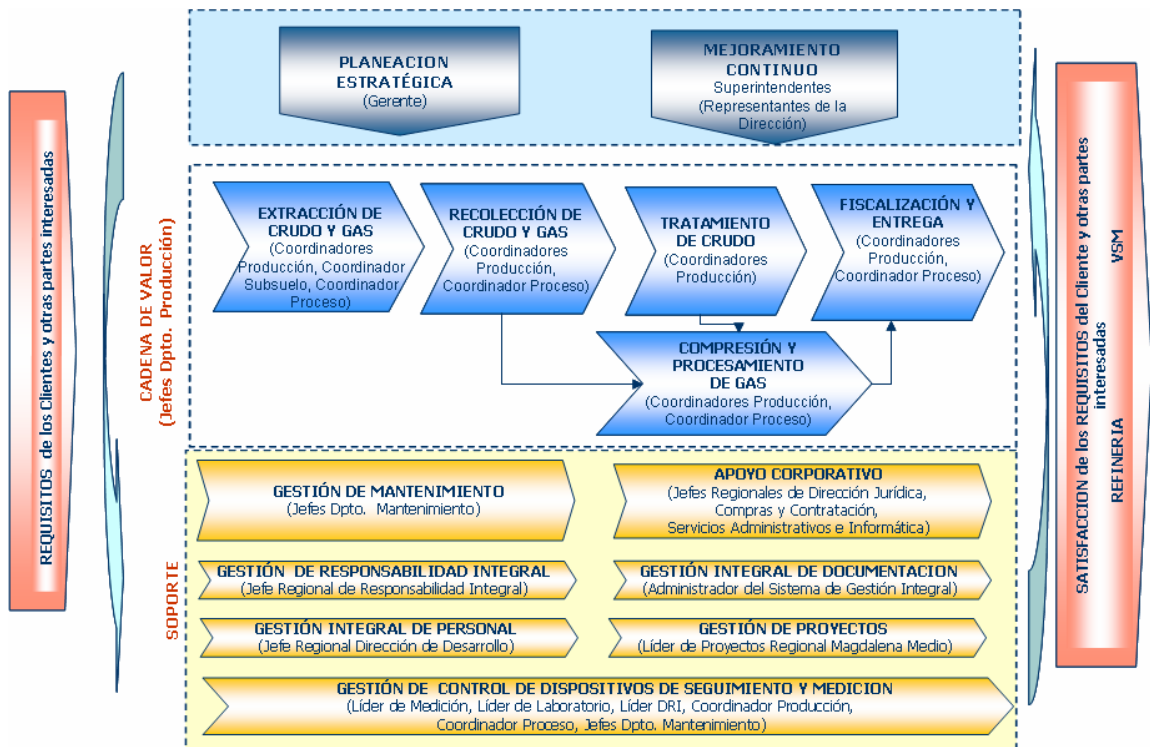 PLANEACION
ESTRATÉGICA
(Gerente)
MEJORAMIENTO
CONTINUO
Superintendentes
(Representantes de la
Dirección)
REQUISITOS de los Clientes y otras partes interesadas
CADENA DE VALOR
(Jefes Dpto. Producción)
EXTRACCIÓN DE
CRUDO Y GAS
(Coordinadores
Producción, Coordinador
Subsuelo, Coordinador
Proceso)
RECOLECCIÓN DE
CRUDO Y GAS
(Coordinadores
Producción,
Coordinador Proceso)
TRATAMIENTO
DE CRUDO
(Coordinadores
Producción)
FISCALIZACIÓN Y
ENTREGA
(Coordinadores
Producción,
Coordinador Proceso)
COMPRESIÓN Y
PROCESAMIENTO
DE GAS
(Coordinadores Producción,
Coordinador Proceso)
SOPORTE
GESTIÓN DE MANTENIMIENTO
(Jefes Dpto. Mantenimiento)
APOYO CORPORATIVO
(Jefes Regionales de Dirección Jurídica,
Compras y Contratación,
Servicios Administrativos e Informática)
GESTIÓN DE RESPONSABILIDAD INTEGRAL
(Jefe Regional de Responsabilidad Integral)
GESTIÓN INTEGRAL DE DOCUMENTACION
(Administrador del Sistema de Gestión Integral)
GESTIÓN INTEGRAL DE PERSONAL
(Jefe Regional Dirección de Desarrollo)
GESTIÓN DE PROYECTOS
(Líder de Proyectos Regional Magdalena Medio)
GESTIÓN DE CONTROL DE DISPOSITIVOS DE SEGUIMIENTO Y MEDICION
(Líder de Medición, Líder de Laboratorio, Líder DRI, Coordinador Producción,
Coordinador Proceso, Jefes Dpto. Mantenimiento)
SATISFACCION de los REQUISITOS del Cliente y otras partes
interesadas
REFINERIA VSM